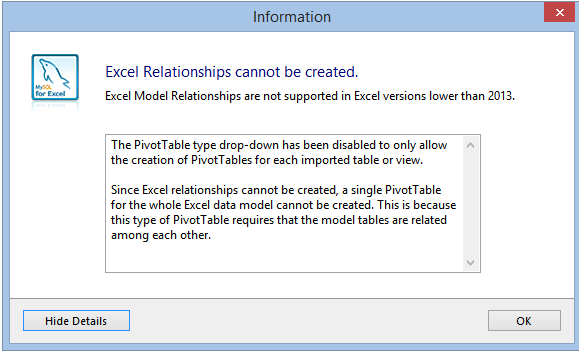 Information
MySQL
for Excel
Excel Relationships cannot be created.
Excel Model Relationships are not supported in Excel versions lower than 2013.
The PivotTable type drop-down has been disabled to only allow
the creation of PivotTables for each imported table or view.
Since Excel relationships cannot be created, a single PivotTable
for the whole Excel data model cannot be created. This is because
this type of PivotTable requires that the model tables are related
among each other.
Hide Details
OK